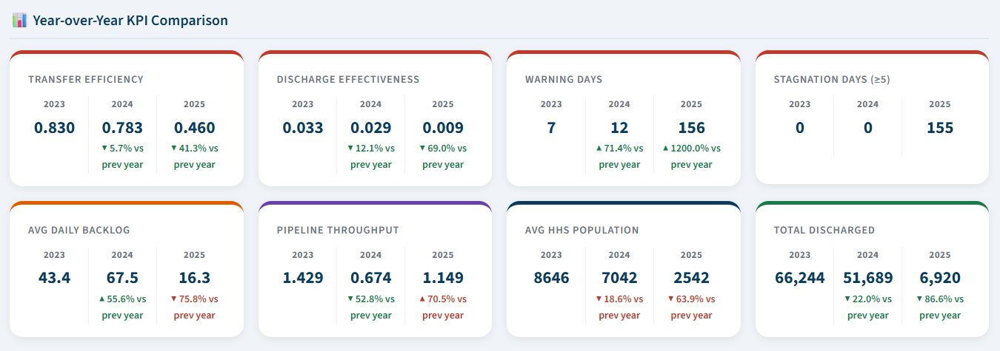 📊 Year-over-Year KPI Comparison
TRANSFER EFFICIENCY
2023 2024 2025
0.830 0.783 0.460
▼ 5.7% vs ▼ 41.3% vs
prev year prev year
DISCHARGE EFFECTIVENESS
2023 2024 2025
0.033 0.029 0.009
▼ 12.1% vs ▼ 69.0% vs
prev year prev year
WARNING DAYS
2023 2024 2025
7 12 156
▲ 71.4% vs ▲ 1200.0% vs
prev year prev year
STAGNATION DAYS (≥5)
2023 2024 2025
0 0 155
AVG DAILY BACKLOG
2023 2024 2025
43.4 67.5 16.3
▲ 55.6% vs ▼ 75.8% vs
prev year prev year
PIPELINE THROUGHPUT
2023 2024 2025
1.429 0.674 1.149
▼ 52.8% vs ▲ 70.5% vs
prev year prev year
AVG HHS POPULATION
2023 2024 2025
8646 7042 2542
▼ 18.6% vs ▼ 63.9% vs
prev year prev year
TOTAL DISCHARGED
2023 2024 2025
66,244 51,689 6,920
▼ 22.0% vs ▼ 86.6% vs
prev year prev year